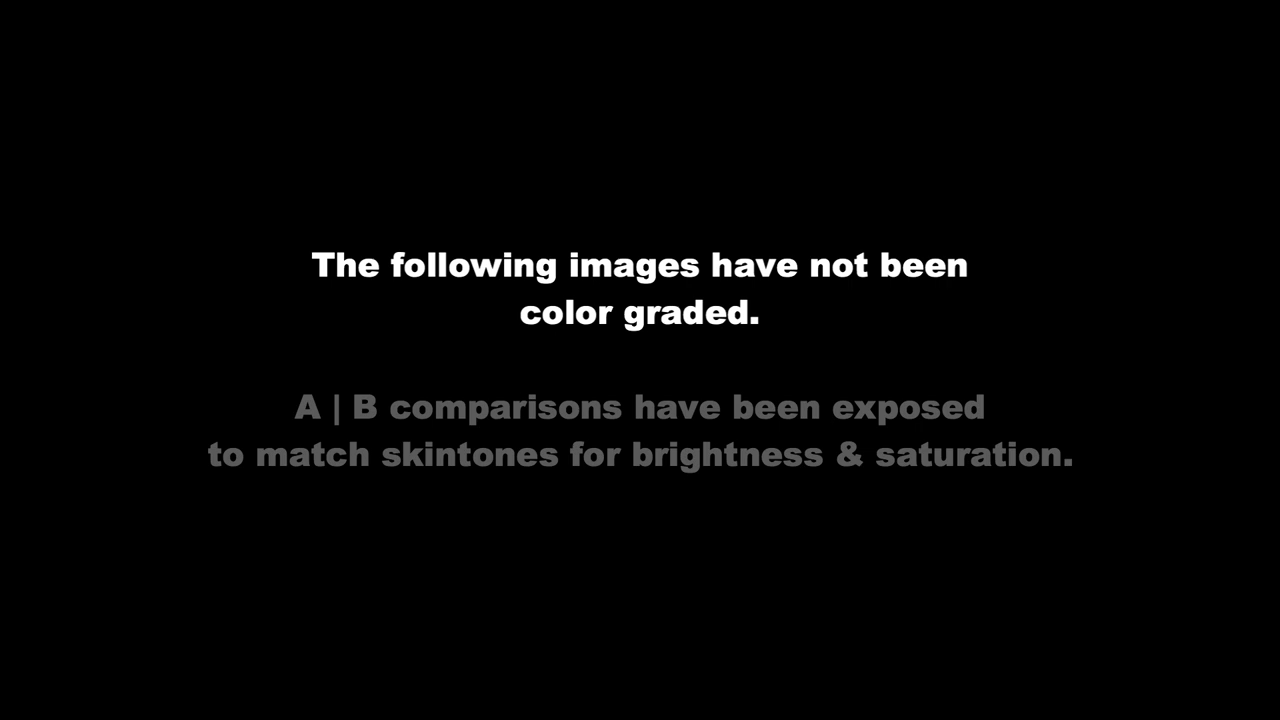 The following images have not been
color graded.
A | B comparisons have been exposed
to match skintones for brightness & saturation.